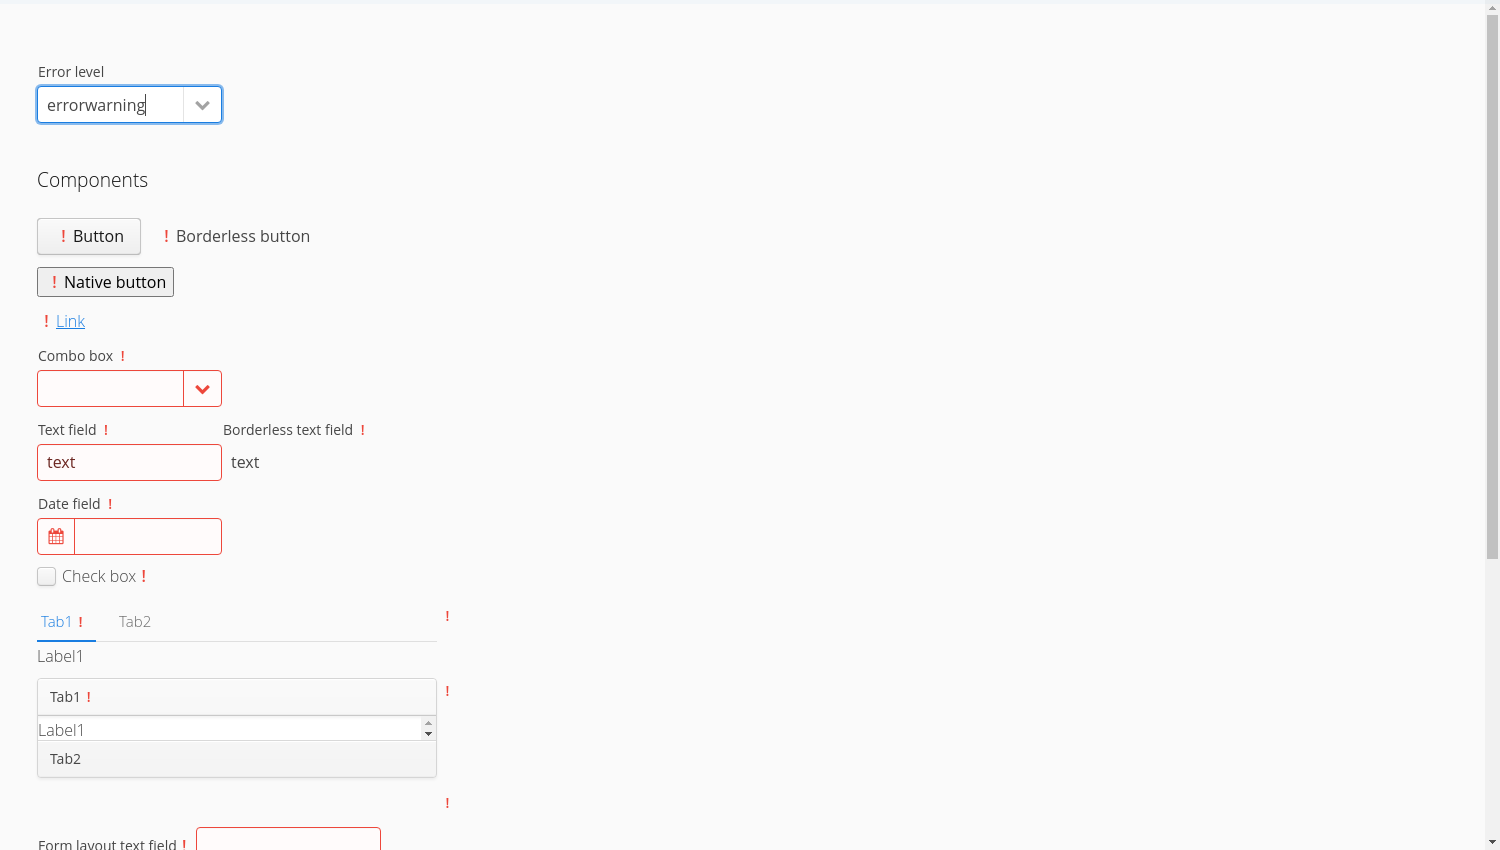 Error level
errorwarning
Components
! Button ! Borderless button
! Native button
! Link
Combo box !
Text field ! Borderless text field !
text text
Date field !
Check box !
Tab1 ! Tab2 !
Label1
Tab1 ! !
Label1
Tab2
!
Form layout text field !